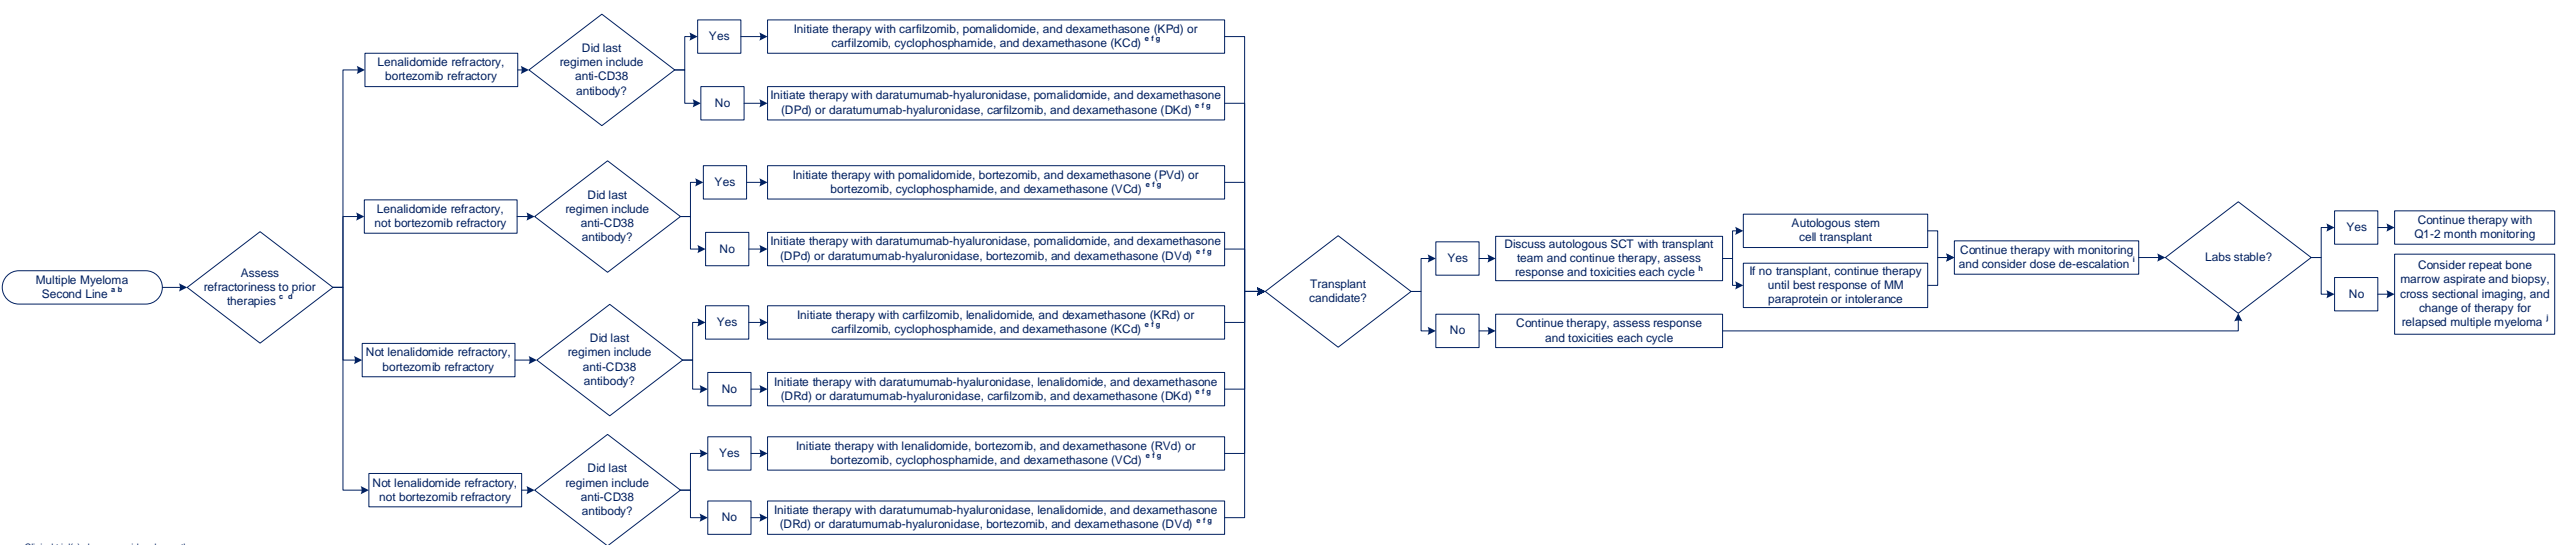 Multiple Myeloma
Second Line a b
Assess
refractoriness to prior
therapies c d
Lenalidomide refractory,
bortezomib refractory
Did last
regimen include
anti-CD38
antibody?
Yes
Initiate therapy with carfilzomib, pomalidomide, and dexamethasone (KPd) or
carfilzomib, cyclophosphamide, and dexamethasone (KCd) e f g
No
Initiate therapy with daratumumab-hyaluronidase, pomalidomide, and dexamethasone
(DPd) or daratumumab-hyaluronidase, carfilzomib, and dexamethasone (DKd) e f g
Lenalidomide refractory,
not bortezomib refractory
Did last
regimen include
anti-CD38
antibody?
Yes
Initiate therapy with pomalidomide, bortezomib, and dexamethasone (PVd) or
bortezomib, cyclophosphamide, and dexamethasone (VCd) e f g
No
Initiate therapy with daratumumab-hyaluronidase, pomalidomide, and dexamethasone
(DPd) or daratumumab-hyaluronidase, bortezomib, and dexamethasone (DVd) e f g
Not lenalidomide refractory,
bortezomib refractory
Did last
regimen include
anti-CD38
antibody?
Yes
Initiate therapy with carfilzomib, lenalidomide, and dexamethasone (KRd) or
carfilzomib, cyclophosphamide, and dexamethasone (KCd) e f g
No
Initiate therapy with daratumumab-hyaluronidase, lenalidomide, and dexamethasone
(DRd) or daratumumab-hyaluronidase, carfilzomib, and dexamethasone (DKd) e f g
Not lenalidomide refractory,
not bortezomib refractory
Did last
regimen include
anti-CD38
antibody?
Yes
Initiate therapy with lenalidomide, bortezomib, and dexamethasone (RVd) or
bortezomib, cyclophosphamide, and dexamethasone (VCd) e f g
No
Initiate therapy with daratumumab-hyaluronidase, lenalidomide, and dexamethasone
(DRd) or daratumumab-hyaluronidase, bortezomib, and dexamethasone (DVd) e f g
Transplant
candidate?
Yes
Discuss autologous SCT with transplant
team and continue therapy, assess
response and toxicities each cycle h
Autologous stem
cell transplant
If no transplant, continue therapy
until best response of MM
paraprotein or intolerance
Continue therapy with monitoring
and consider dose de-escalation i
No
Continue therapy, assess response
and toxicities each cycle
Labs stable?
Yes
Continue therapy with
Q1-2 month monitoring
No
Consider repeat bone
marrow aspirate and biopsy,
cross sectional imaging, and
change of therapy for
relapsed multiple myeloma j